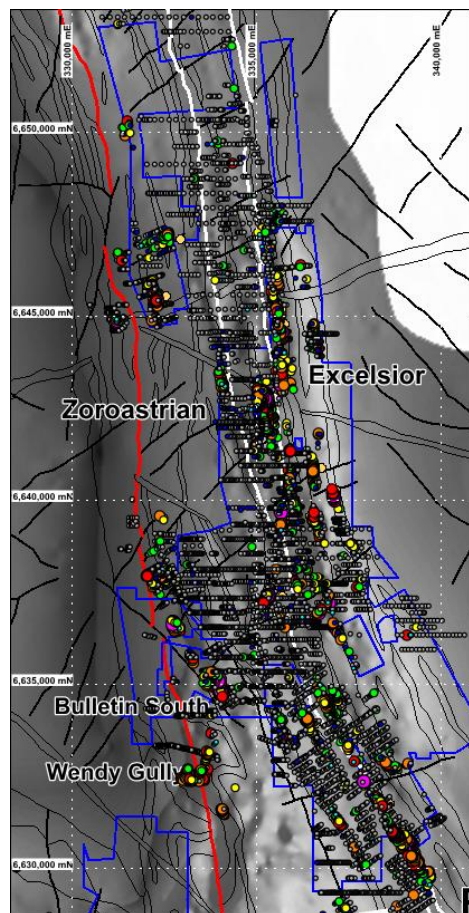 330,000 mE
335,000 mE
340,000 mE
6,650,000 mN
6,645,000 mN
Excelsior
Zoroastrian
6,640,000 mN
6,635,000 mN
Bulletin South
Wendy Gully
6,630,000 mN